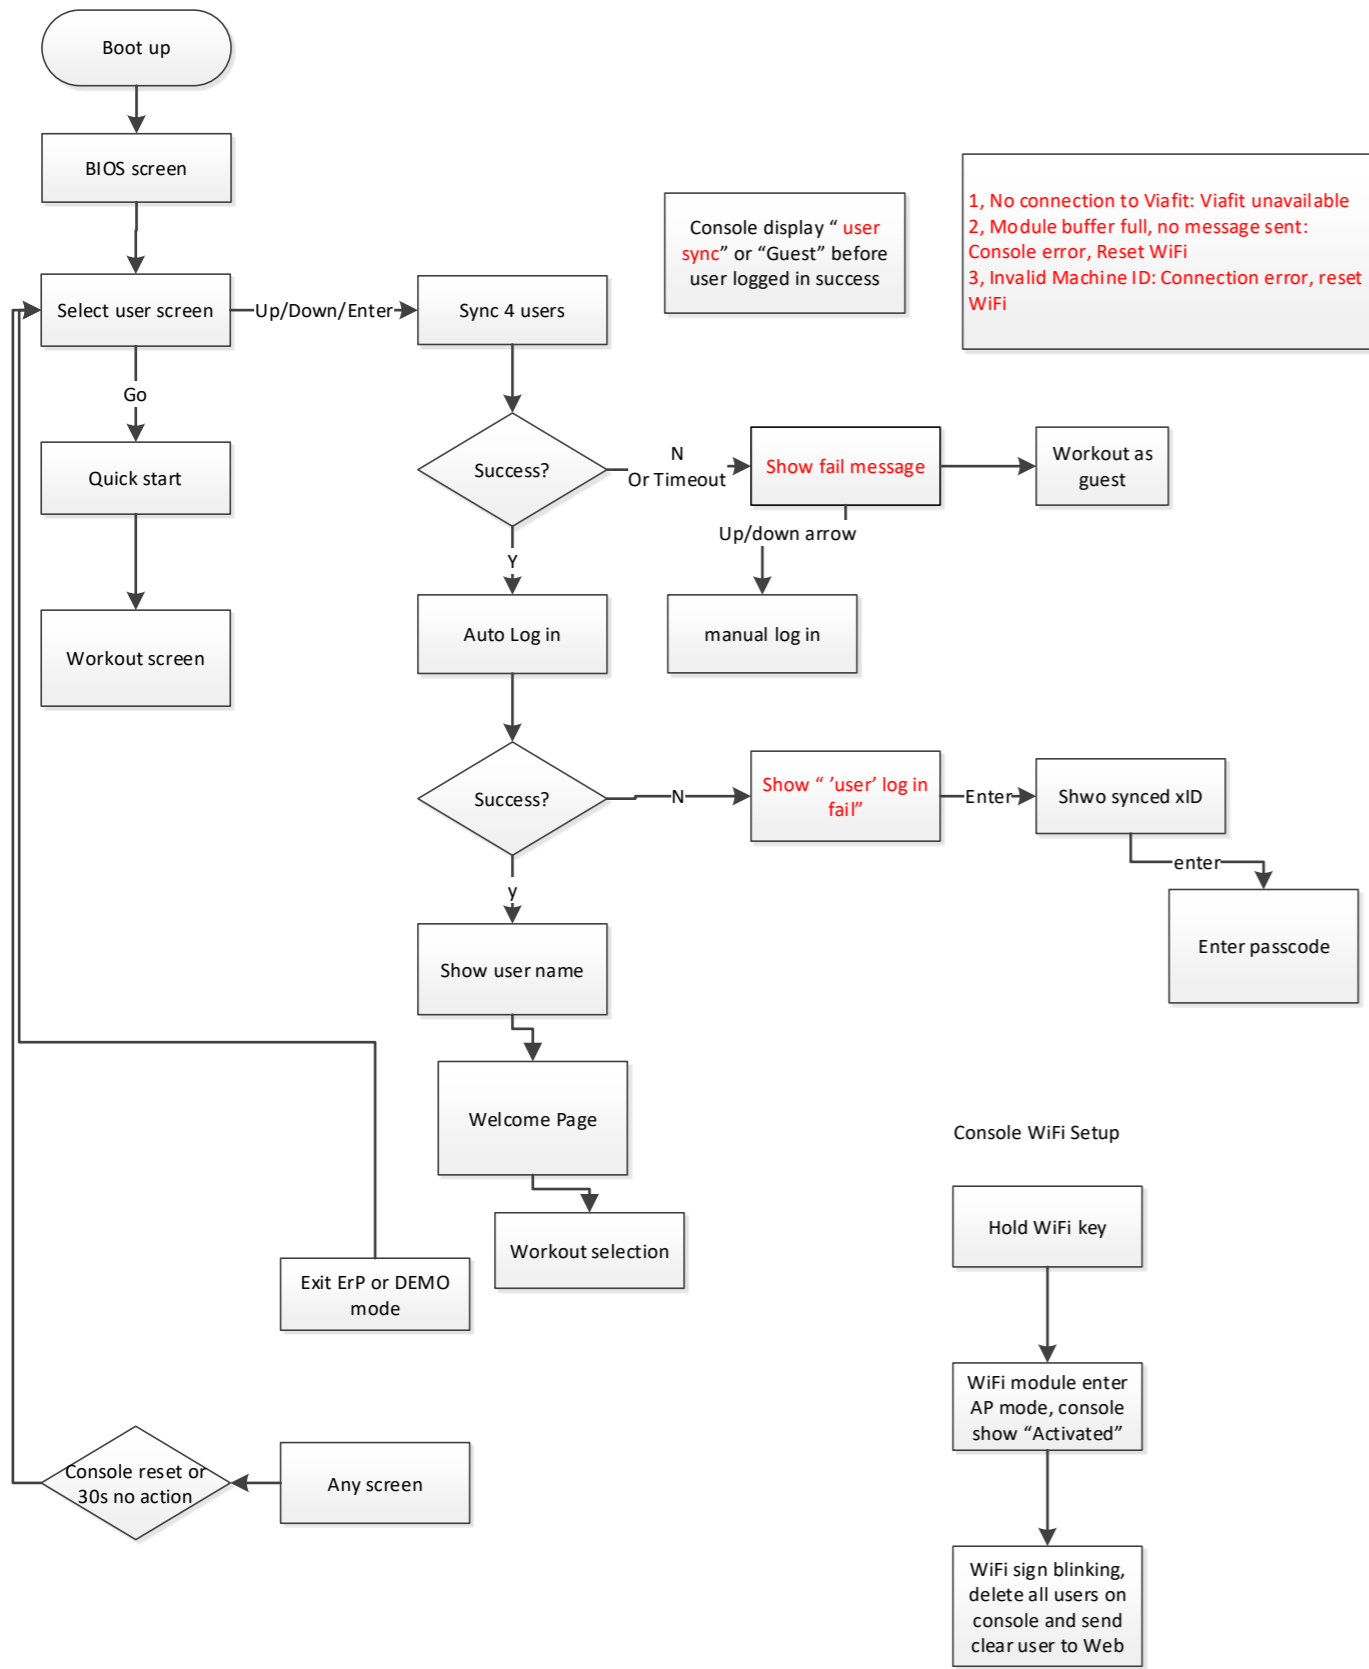 Boot up
BIOS screen
Select user screen
Up/Down/Enter
Sync 4 users
Console display “ user
sync” or “Guest” before
user logged in success
1, No connection to Viafit: Viafit unavailable
2, Module buffer full, no message sent:
Console error, Reset WiFi
3, Invalid Machine ID: Connection error, reset
WiFi
Go
Quick start
Workout screen
Success?
N
Or Timeout
Show fail message
Workout as
guest
Up/down arrow
manual log in
Y
Auto Log in
Success?
N
Show “ ’user’ log in
fail”
Enter
Shwo synced xID
enter
Enter passcode
y
Show user name
Welcome Page
Workout selection
Exit ErP or DEMO
mode
Console reset or
30s no action
Any screen
Console WiFi Setup
Hold WiFi key
WiFi module enter
AP mode, console
show “Activated”
WiFi sign blinking,
delete all users on
console and send
clear user to Web